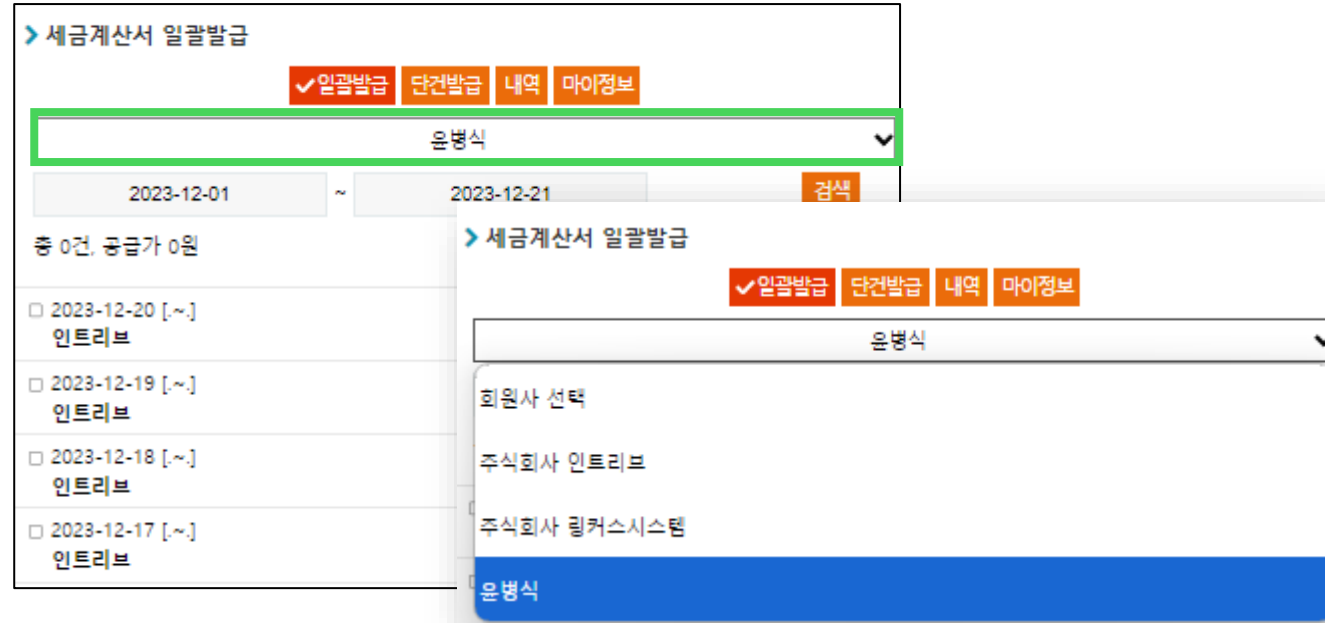 세금계산서 일괄발급
일괄발급 단건발급 내역 마이정보
윤병식
2023-12-01 ~ 2023-12-21 검색
총 0건, 공급가 0원
2023-12-20 [.~.]
인트리브
2023-12-19 [.~.]
인트리브
2023-12-18 [.~.]
인트리브
2023-12-17 [.~.]
인트리브
세금계산서 일괄발급
일괄발급 단건발급 내역 마이정보
윤병식
회원사 선택
주식회사 인트리브
주식회사 링커스시스템
윤병식